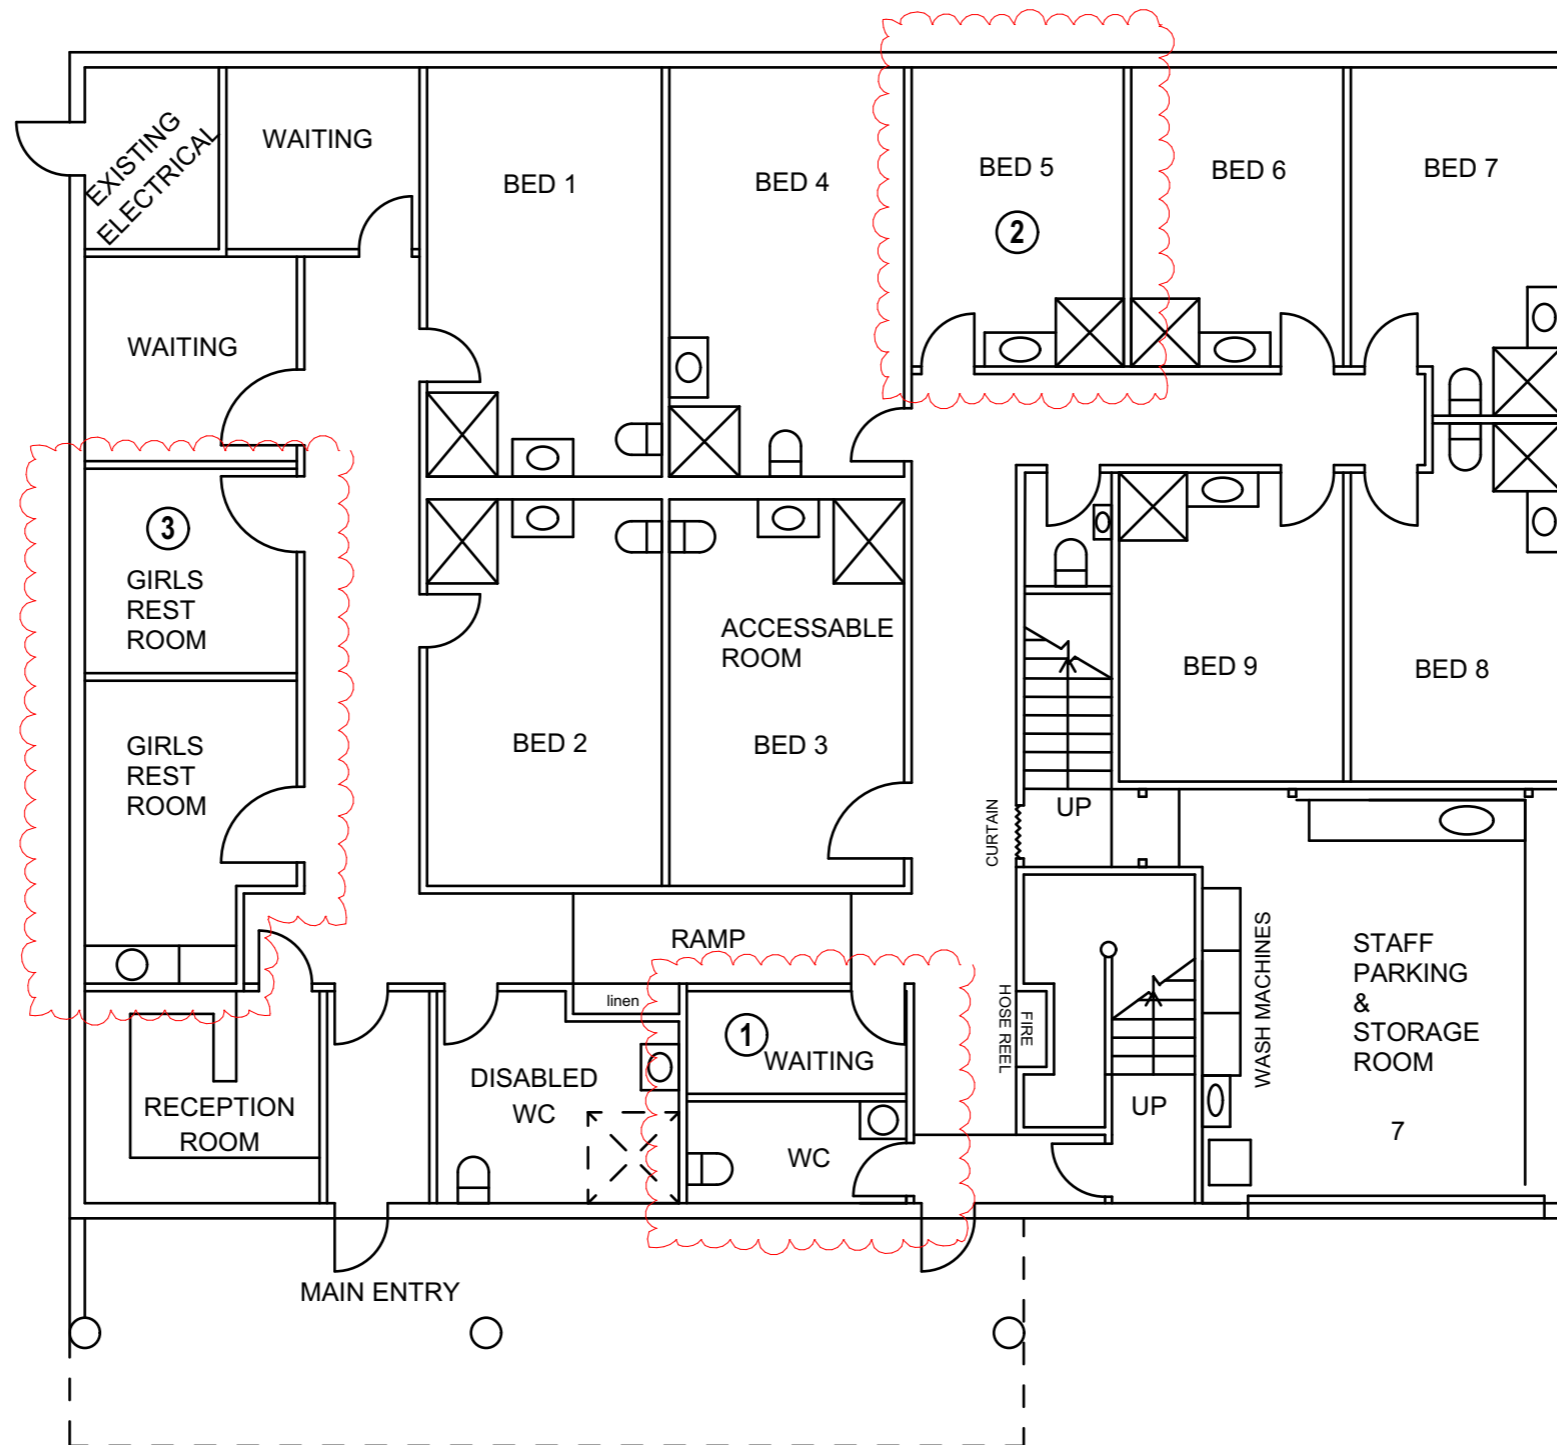 EXISTING
ELECTRICAL
WAITING
BED 1
BED 4
BED 5
2
BED 6
BED 7
WAITING
3
GIRLS
REST
ROOM
GIRLS
REST
ROOM
BED 2
ACCESSABLE
ROOM
BED 3
BED 9
BED 8
UP
CURTAIN
RAMP
linen
1
WAITING
FIRE
HOSE REEL
WASH MACHINES
STAFF
PARKING
&
STORAGE
ROOM
7
RECEPTION
ROOM
DISABLED
WC
WC
UP
MAIN ENTRY